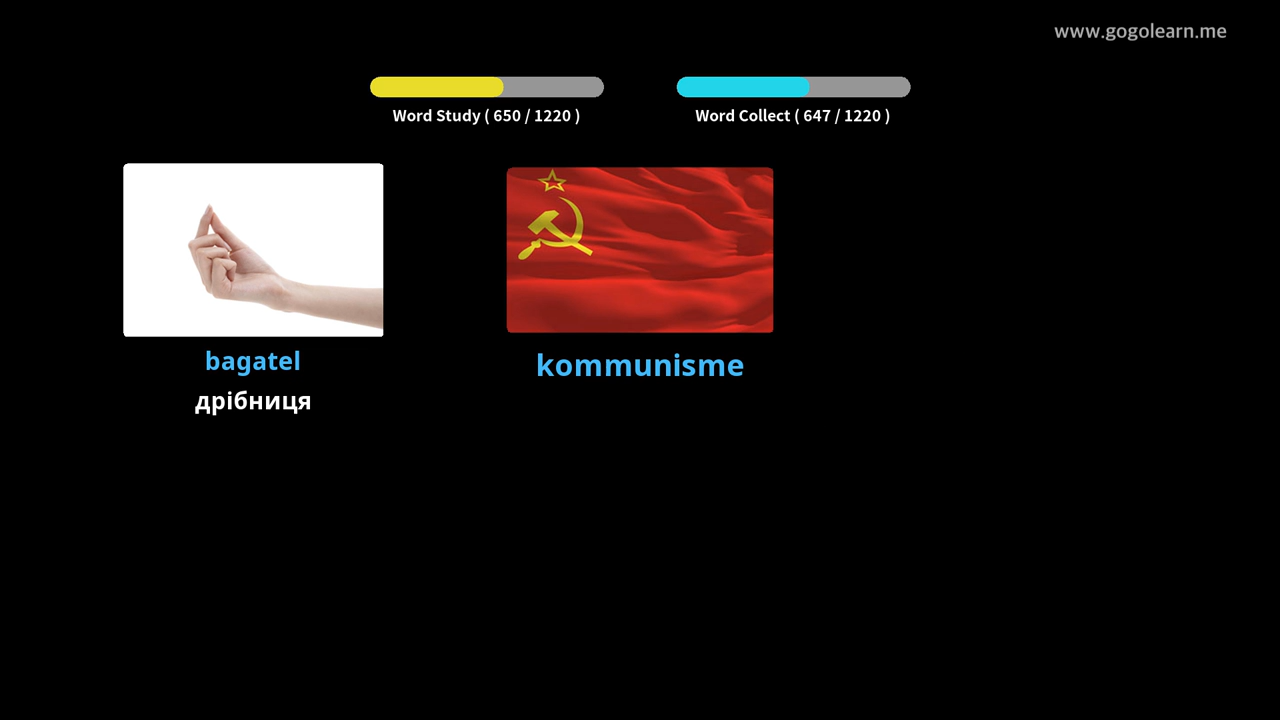 www.gogolearn.me
Word Study ( 650 / 1220 )
Word Collect ( 647 / 1220 )
bagatel
дрібниця
kommunisme